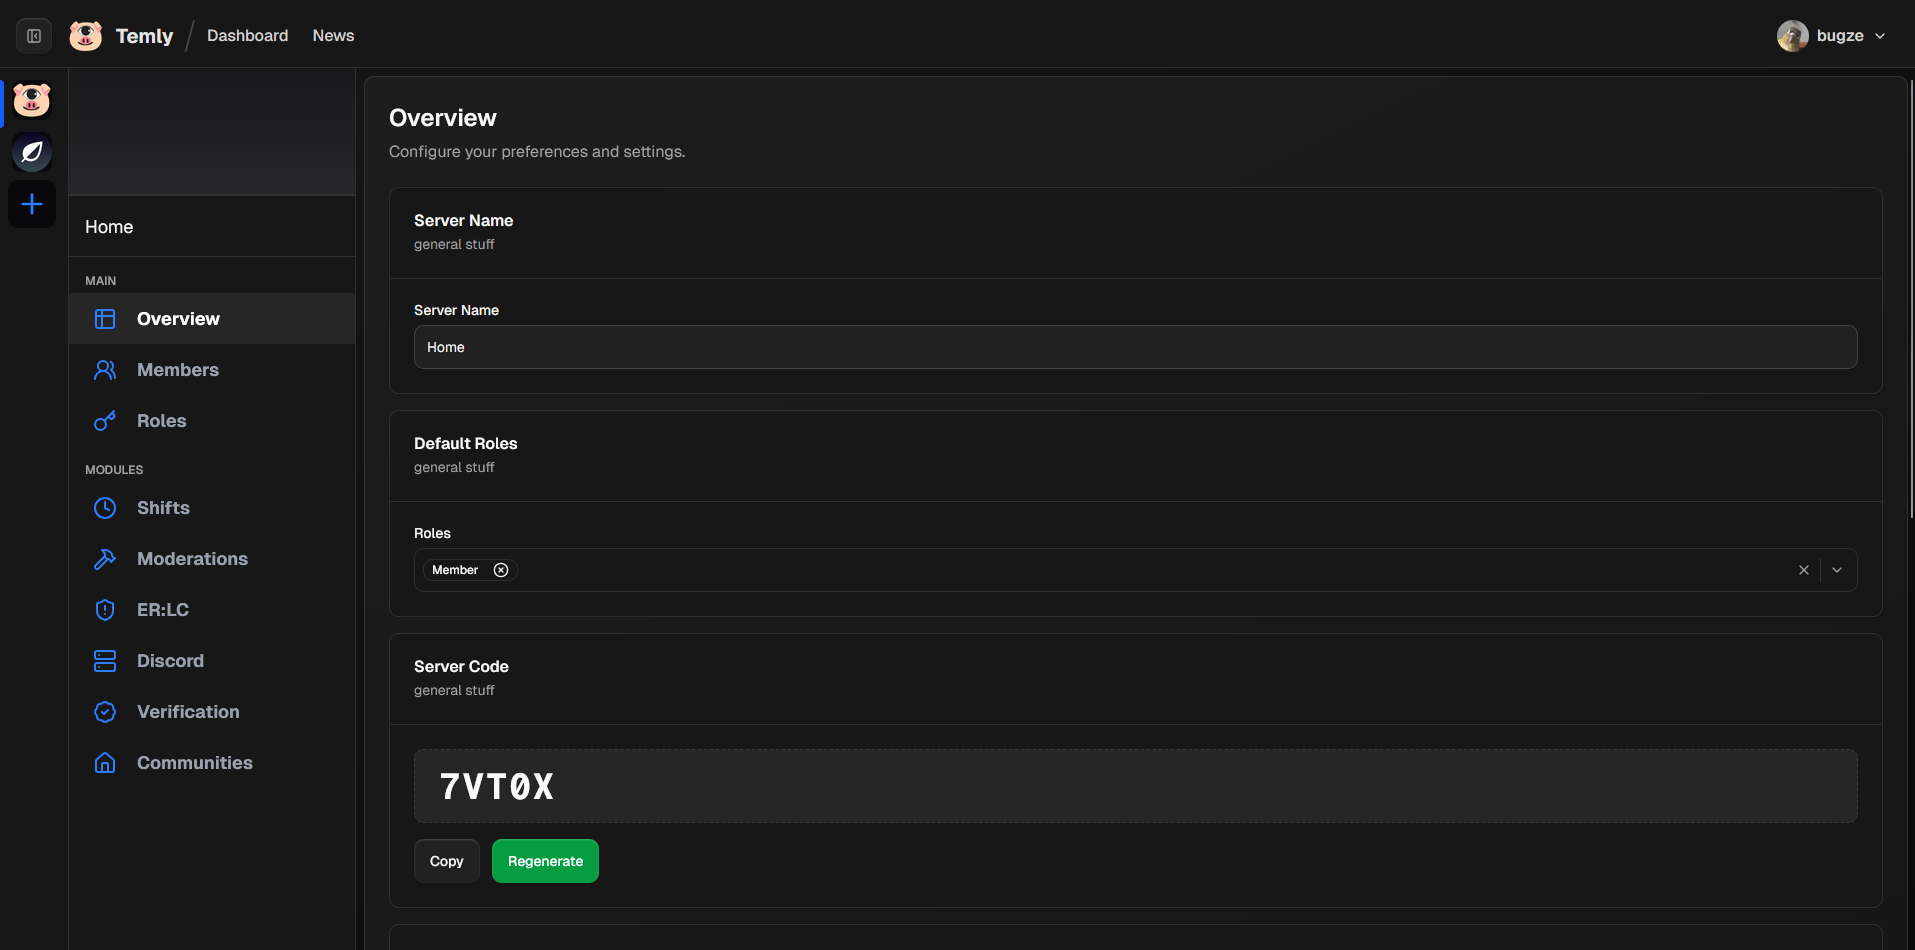 Temly
Dashboard
News
bugze
Home
MAIN
Overview
Members
Roles
MODULES
Shifts
Moderations
ER:LC
Discord
Verification
Communities
Overview
Configure your preferences and settings.
Server Name
general stuff
Server Name
Home
Default Roles
general stuff
Roles
Member
Server Code
general stuff
7VT0X
Copy
Regenerate